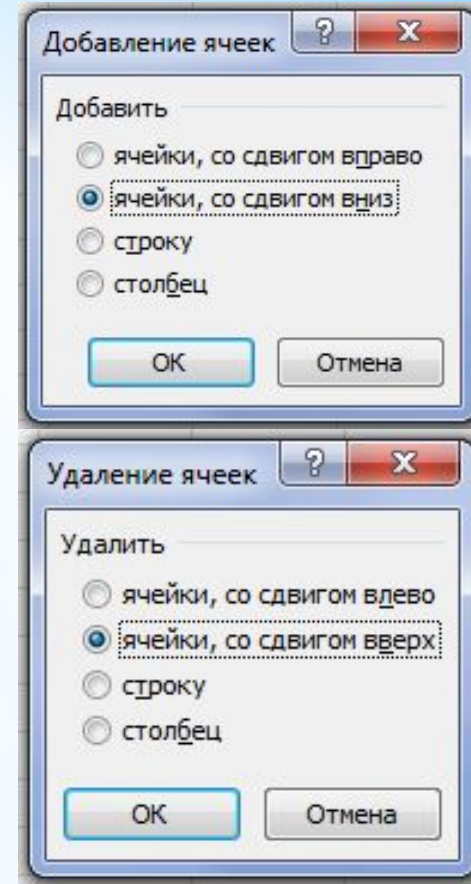 Добавление ячеек
Добавить
ячейки, со сдвигом вправо
ячейки, со сдвигом вниз
строку
столбец
ОК
Отмена
Удаление ячеек
Удалить
ячейки, со сдвигом влево
ячейки, со сдвигом вверх
строку
столбец
ОК
Отмена